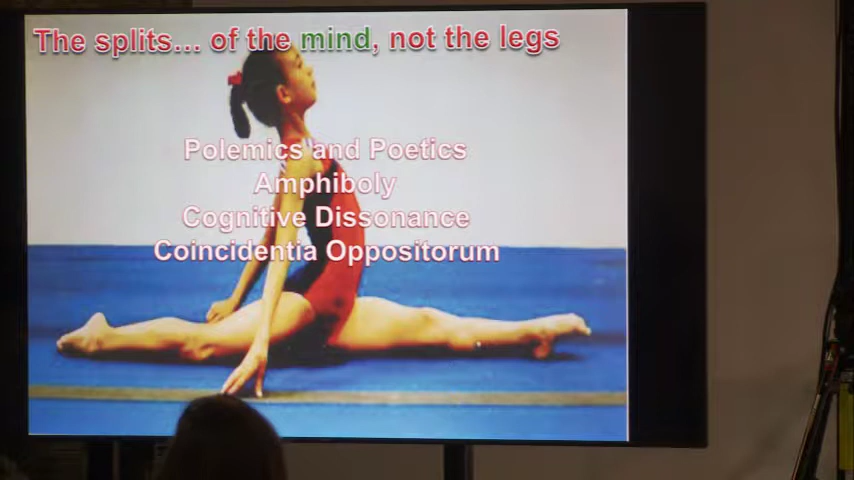 The splits... of the mind, not the legs
Polemics and Poetics
Amphiboly
Cognitive Dissonance
Coincidentia Oppositorum